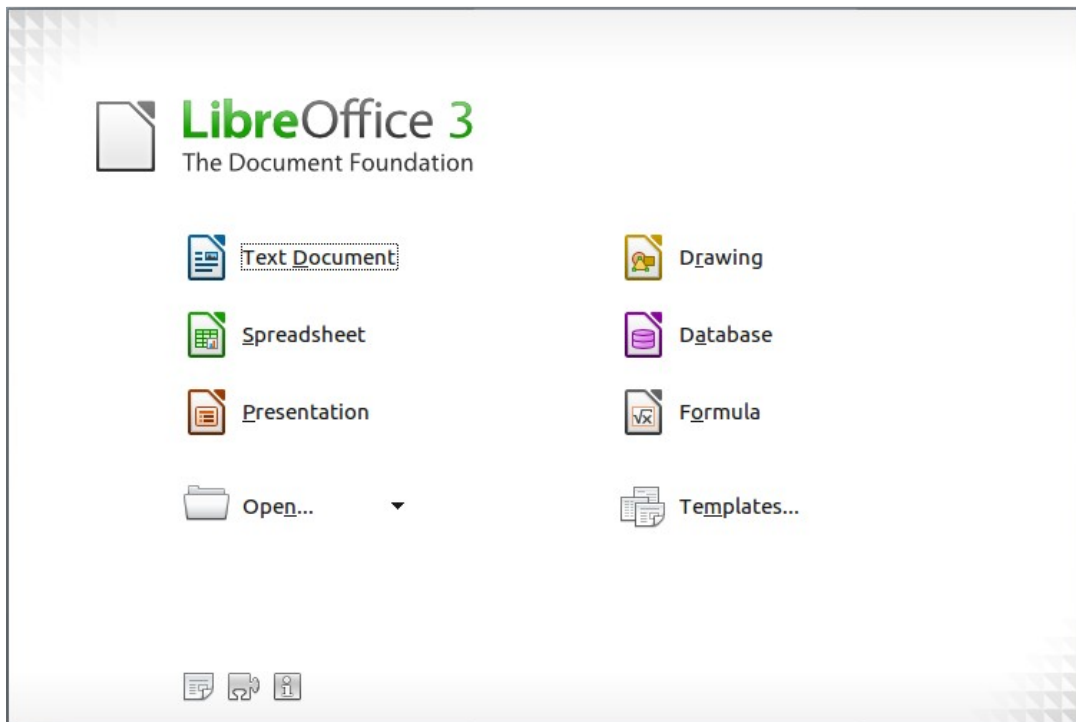 LibreOffice 3
The Document Foundation
Text Document
Drawing
Spreadsheet
Database
Presentation
Formula
Open...
Templates...